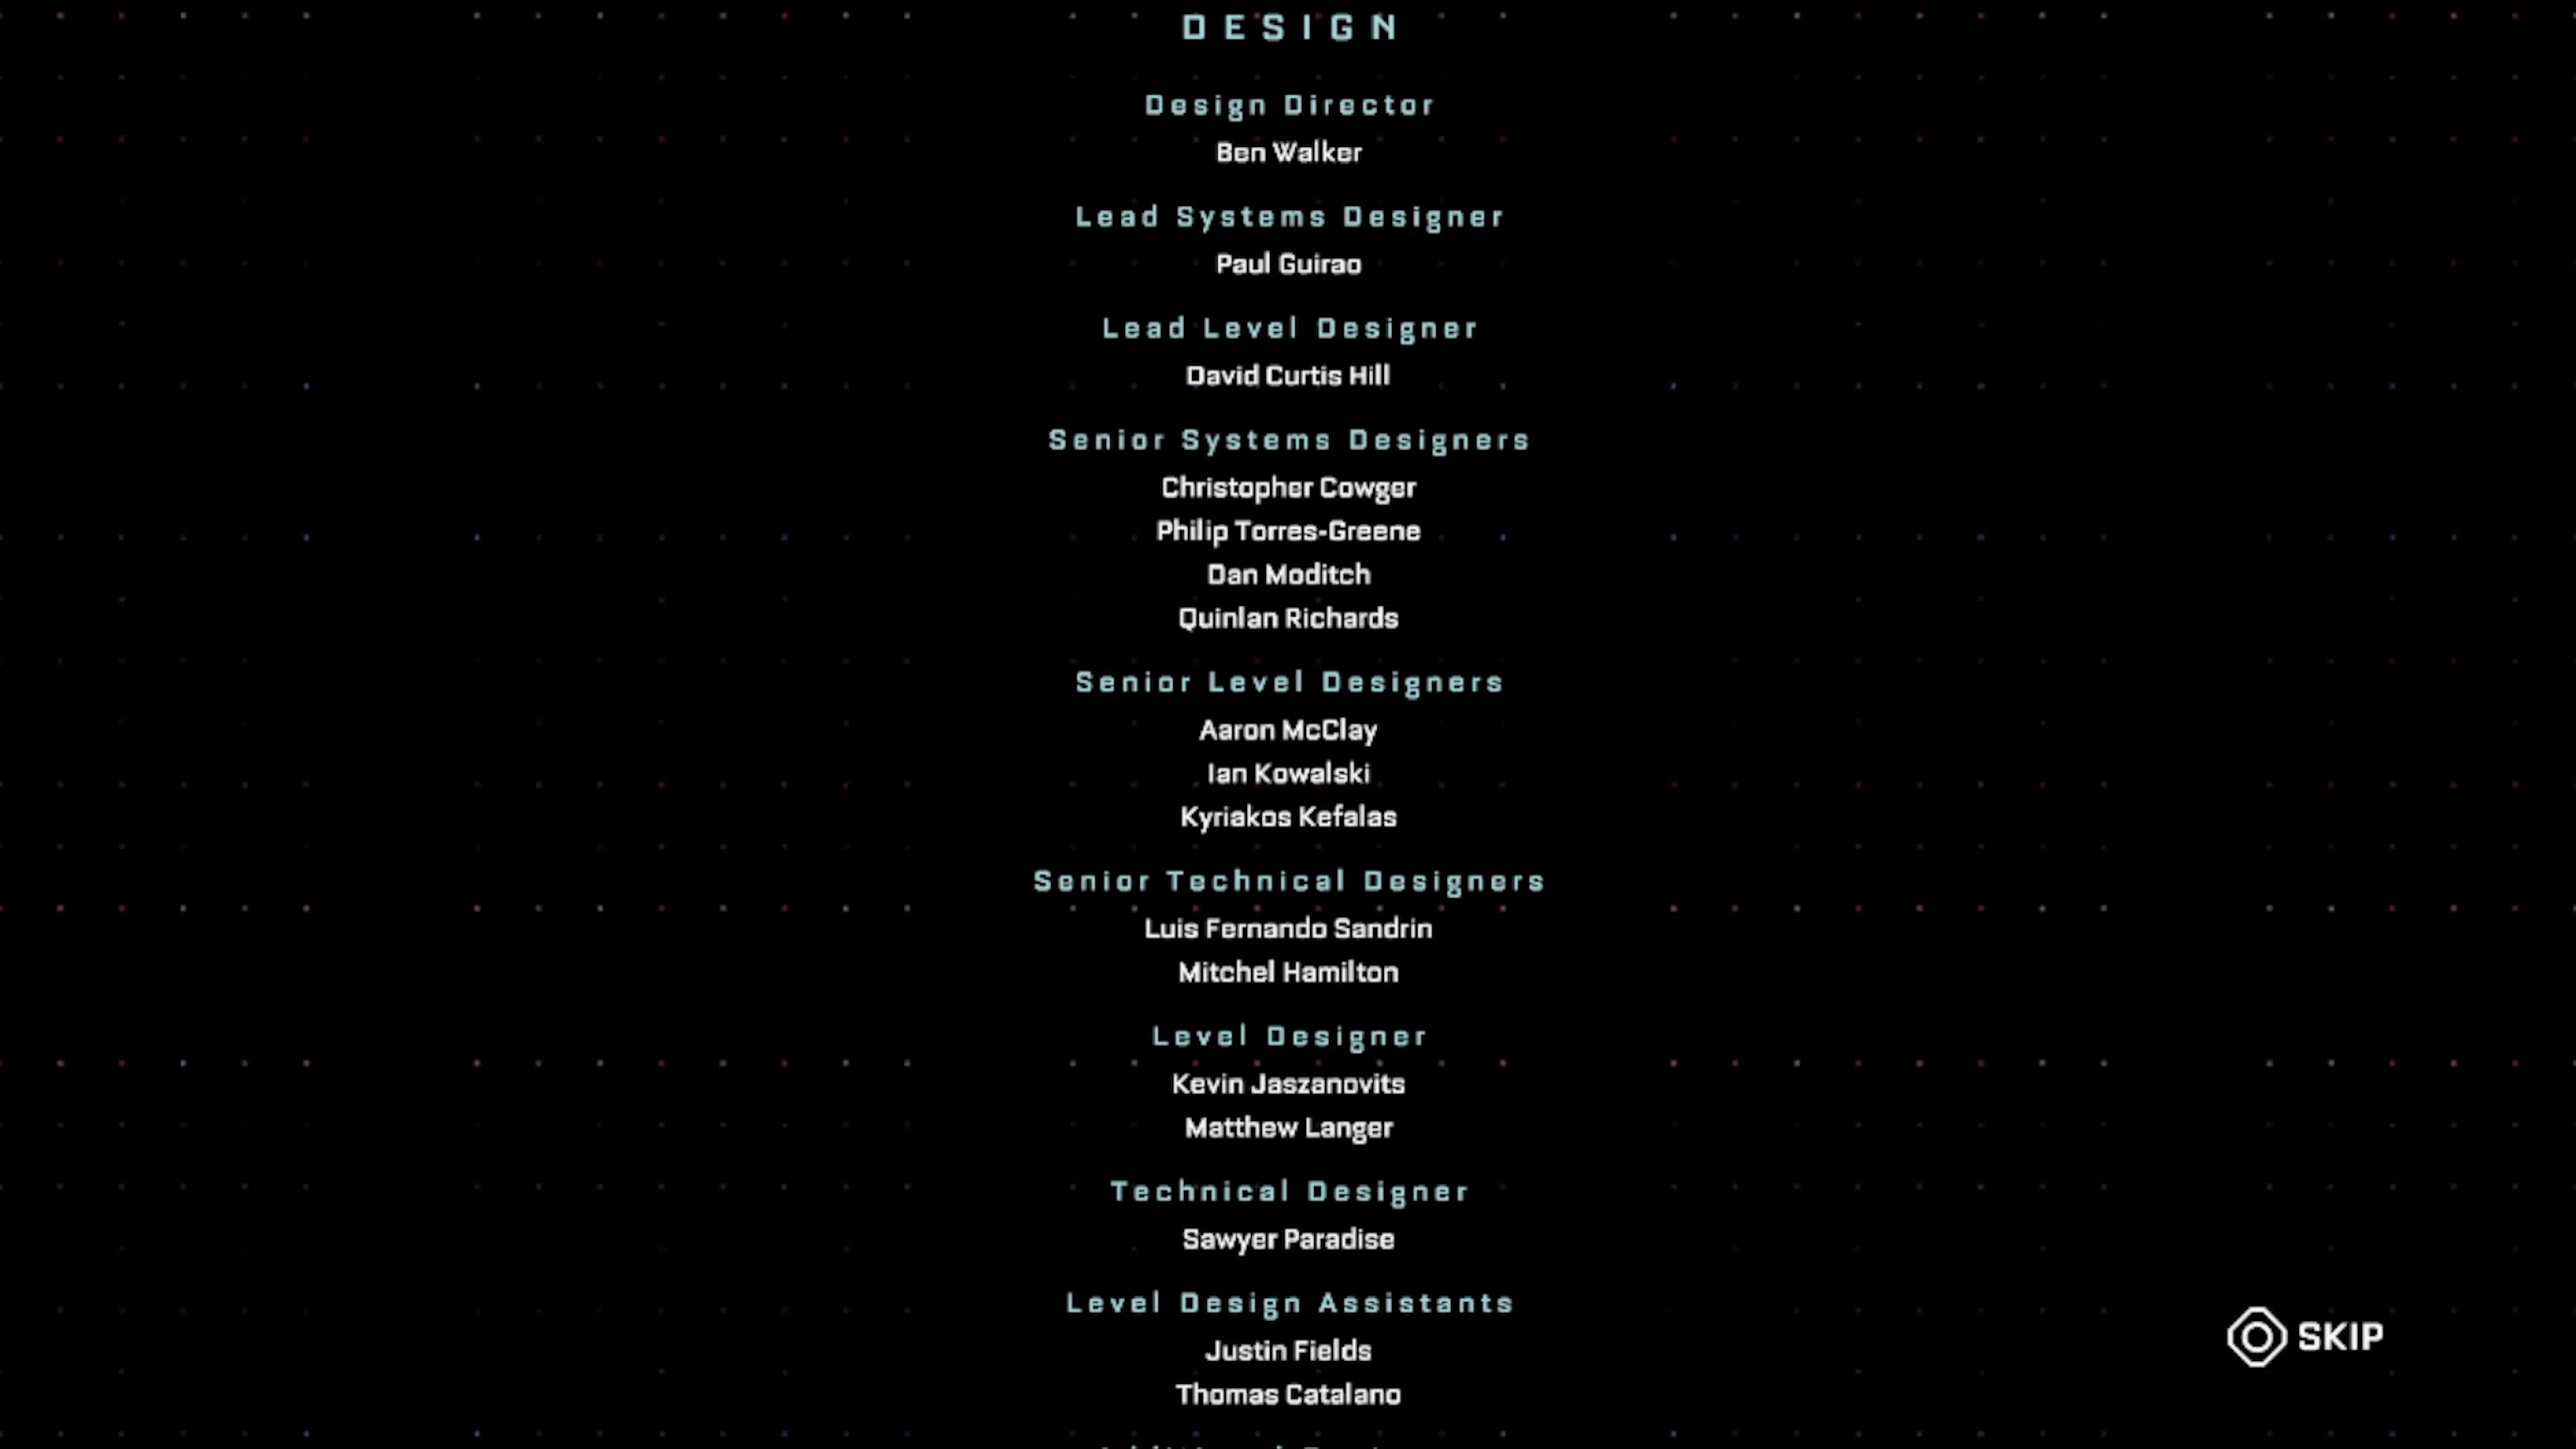 DESIGN
Design Director
Ben Walker
Lead Systems Designer
Paul Guirao
Lead Level Designer
David Curtis Hill
Senior Systems Designers
Christopher Cowger
Philip Torres-Greene
Dan Moditch
Quinlan Richards
Senior Level Designers
Aaron McClay
Ian Kowalski
Kyriakos Kefalas
Senior Technical Designers
Luis Fernando Sandrin
Mitchel Hamilton
Level Designer
Kevin Jaszanovits
Matthew Langer
Technical Designer
Sawyer Paradise
Level Design Assistants
Justin Fields
Thomas Catalano
SKIP